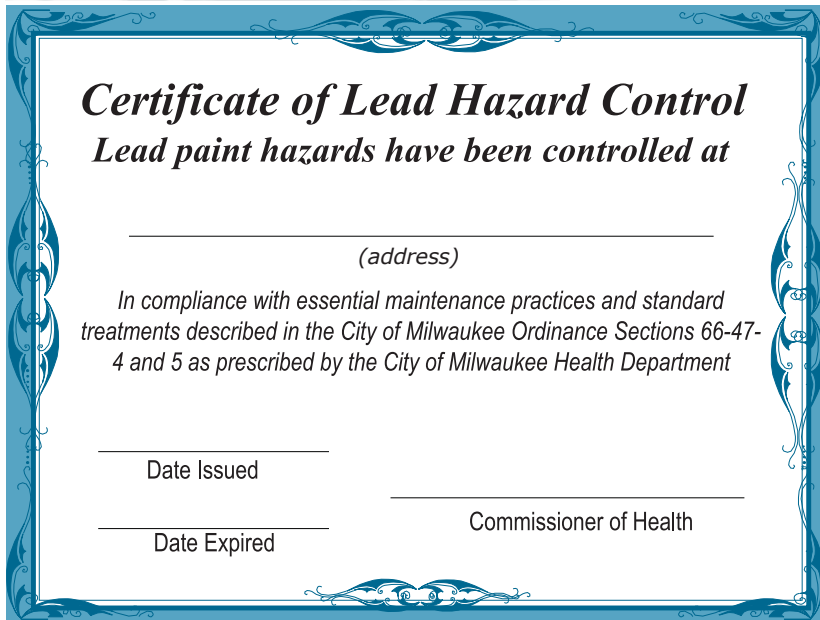 Certificate of Lead Hazard Control
Lead paint hazards have been controlled at
(address)
In compliance with essential maintenance practices and standard
treatments described in the City of Milwaukee Ordinance Sections 66-47-
4 and 5 as prescribed by the City of Milwaukee Health Department
Date Issued
Commissioner of Health
Date Expired